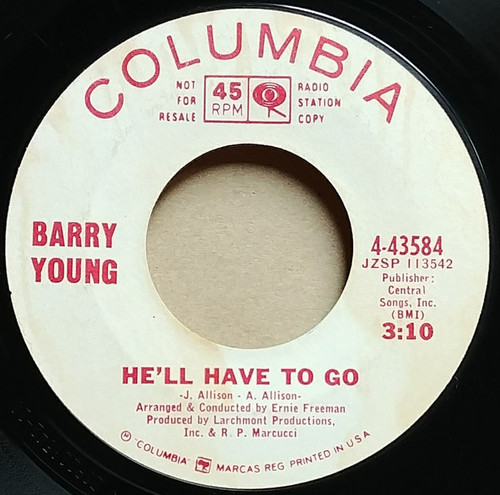 COLUMBIA
NOT
FOR
RESALE
45
RPM
RADIO
STATION
COPY
BARRY
YOUNG
4-43584
JZSP 113542
Publisher:
Central
Songs, Inc.
(BMI)
3:10
HE'LL HAVE TO GO
-J. Allison - A. Allison-
Arranged & Conducted by Ernie Freeman
Produced by Larchmont Productions,
Inc. & R. P. Marcucci
℗ "COLUMBIA" MARCAS REG. PRINTED IN U S A